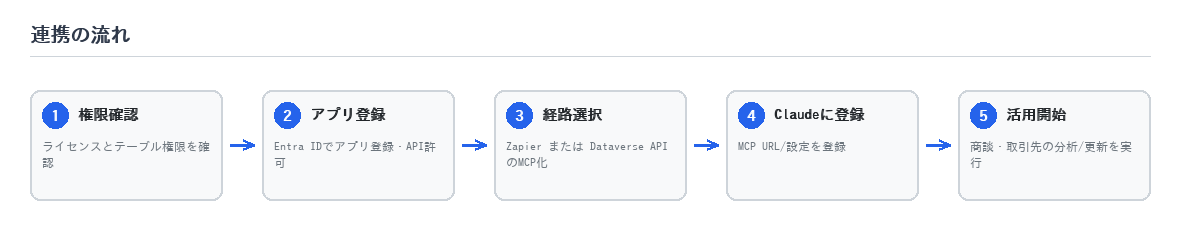 連携の流れ
1 権限確認
ライセンスとテーブル権限を確
認
2 アプリ登録
Entra IDでアプリ登録・API許
可
3 経路選択
Zapier または Dataverse API
のMCP化
4 Claudeに登録
MCP URL/設定を登録
5 活用開始
商談・取引先の分析/更新を実
行